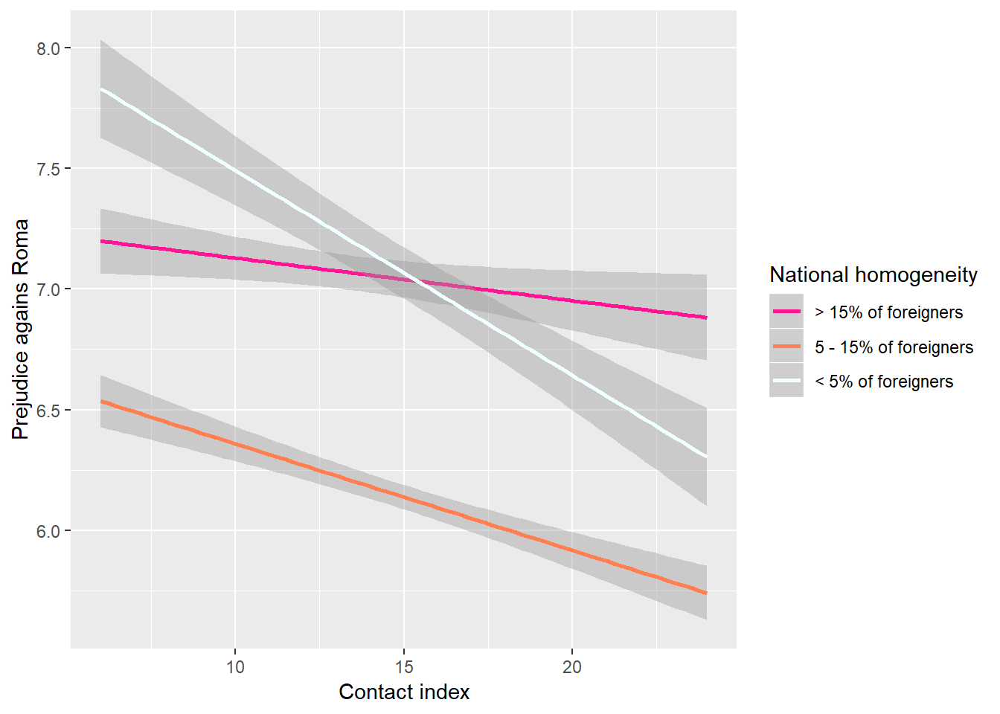 8.0
7.5
7.0
6.5
6.0
Prejudice agains Roma
10
15
20
Contact index
National homogeneity
> 15% of foreigners
5 - 15% of foreigners
< 5% of foreigners